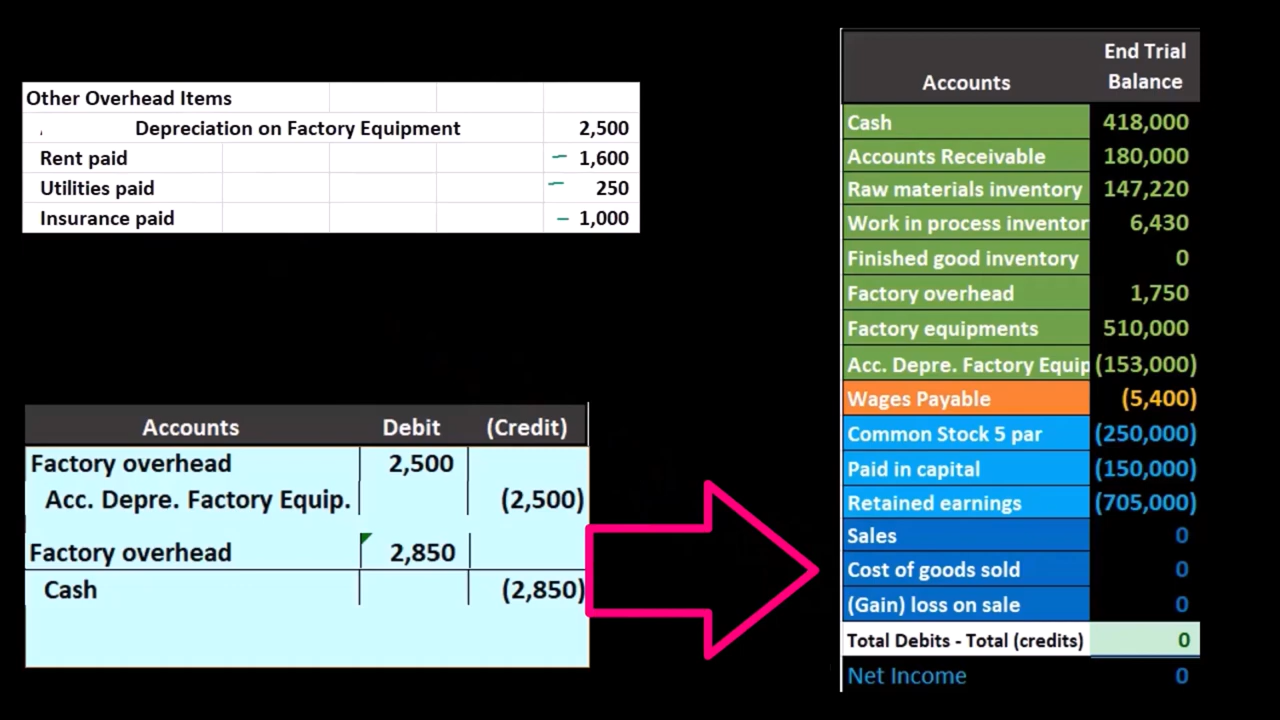 Other Overhead Items
Depreciation on Factory Equipment 2,500
Rent paid 1,600
Utilities paid 250
Insurance paid 1,000
Accounts Debit (Credit)
Factory overhead 2,500
Acc. Depre. Factory Equip. (2,500)
Factory overhead 2,850
Cash (2,850)
Accounts End Trial Balance
Cash 418,000
Accounts Receivable 180,000
Raw materials inventory 147,220
Work in process inventor 6,430
Finished good inventory 0
Factory overhead 1,750
Factory equipments 510,000
Acc. Depre. Factory Equip (153,000)
Wages Payable (5,400)
Common Stock 5 par (250,000)
Paid in capital (150,000)
Retained earnings (705,000)
Sales 0
Cost of goods sold 0
(Gain) loss on sale 0
Total Debits - Total (credits) 0
Net Income 0